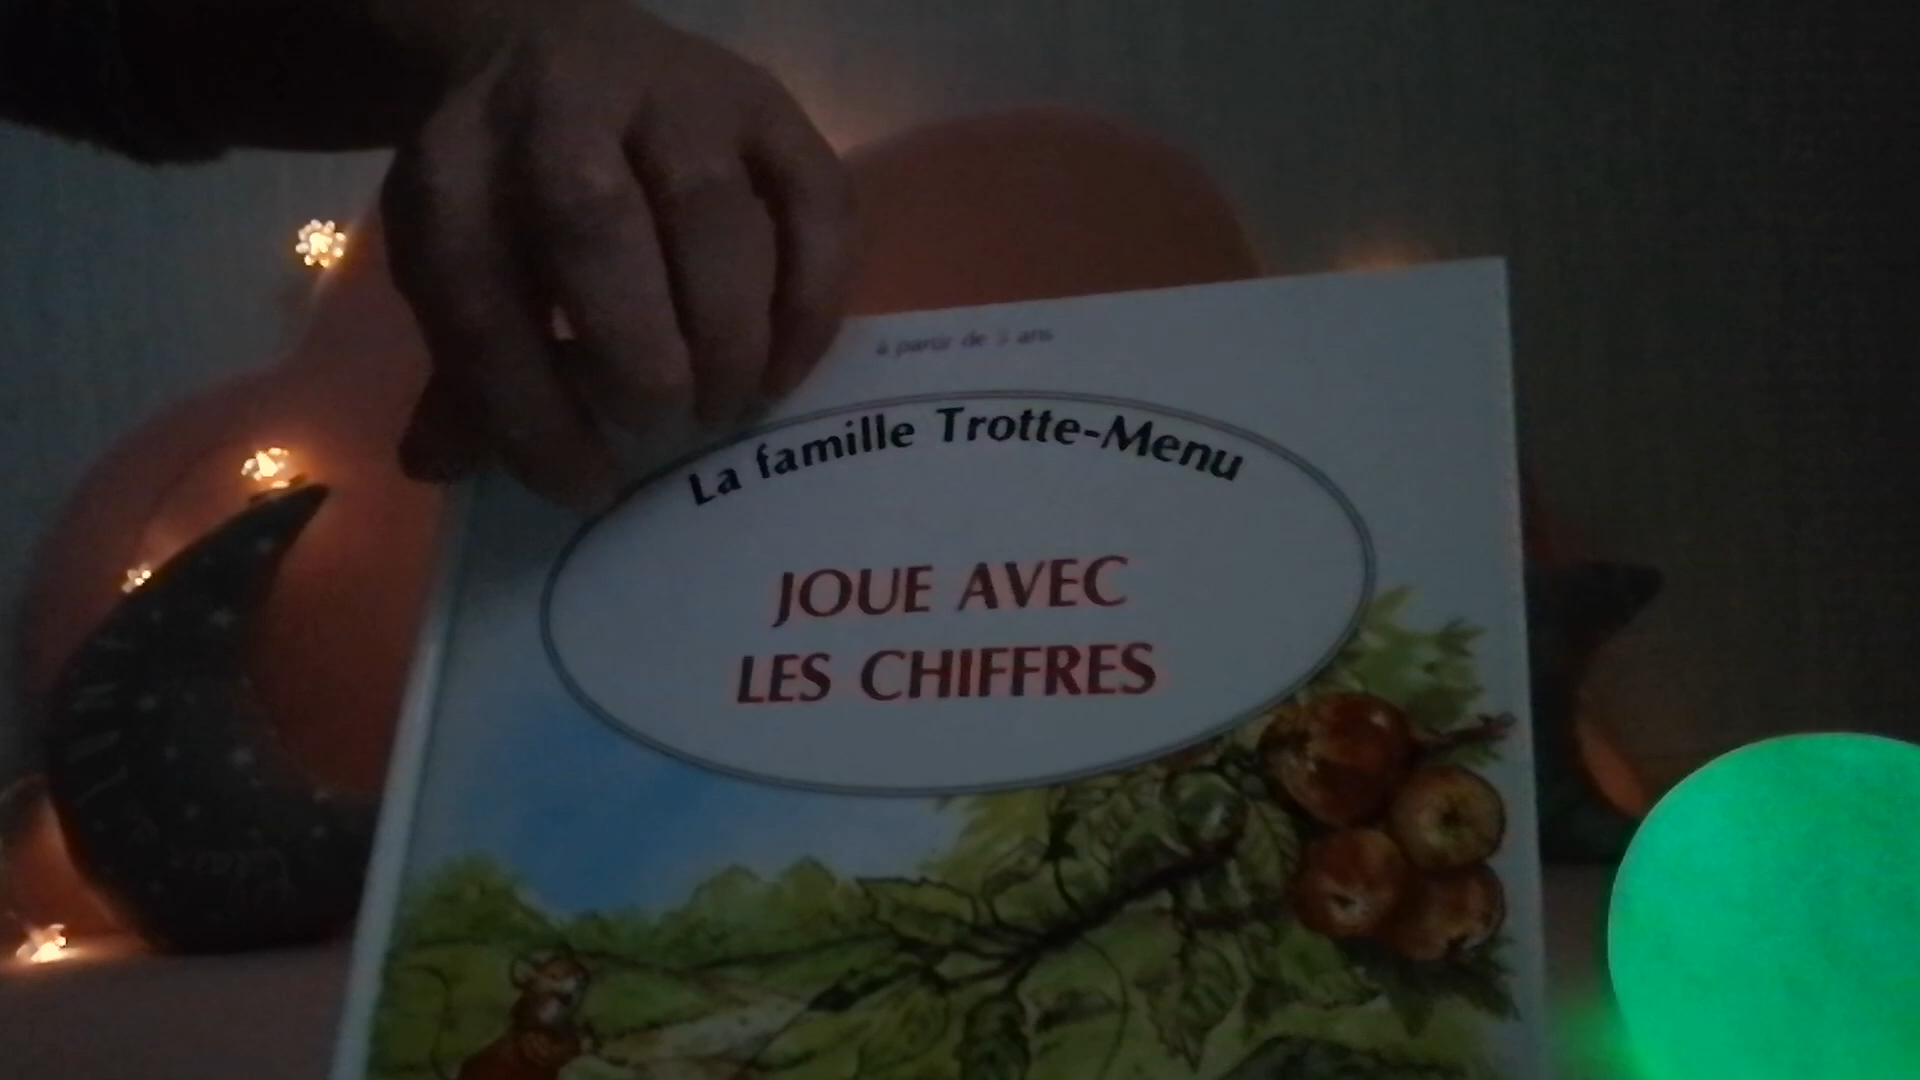 à partir de 3 ans
La famille Trotte-Menu
JOUE AVEC
LES CHIFFRES